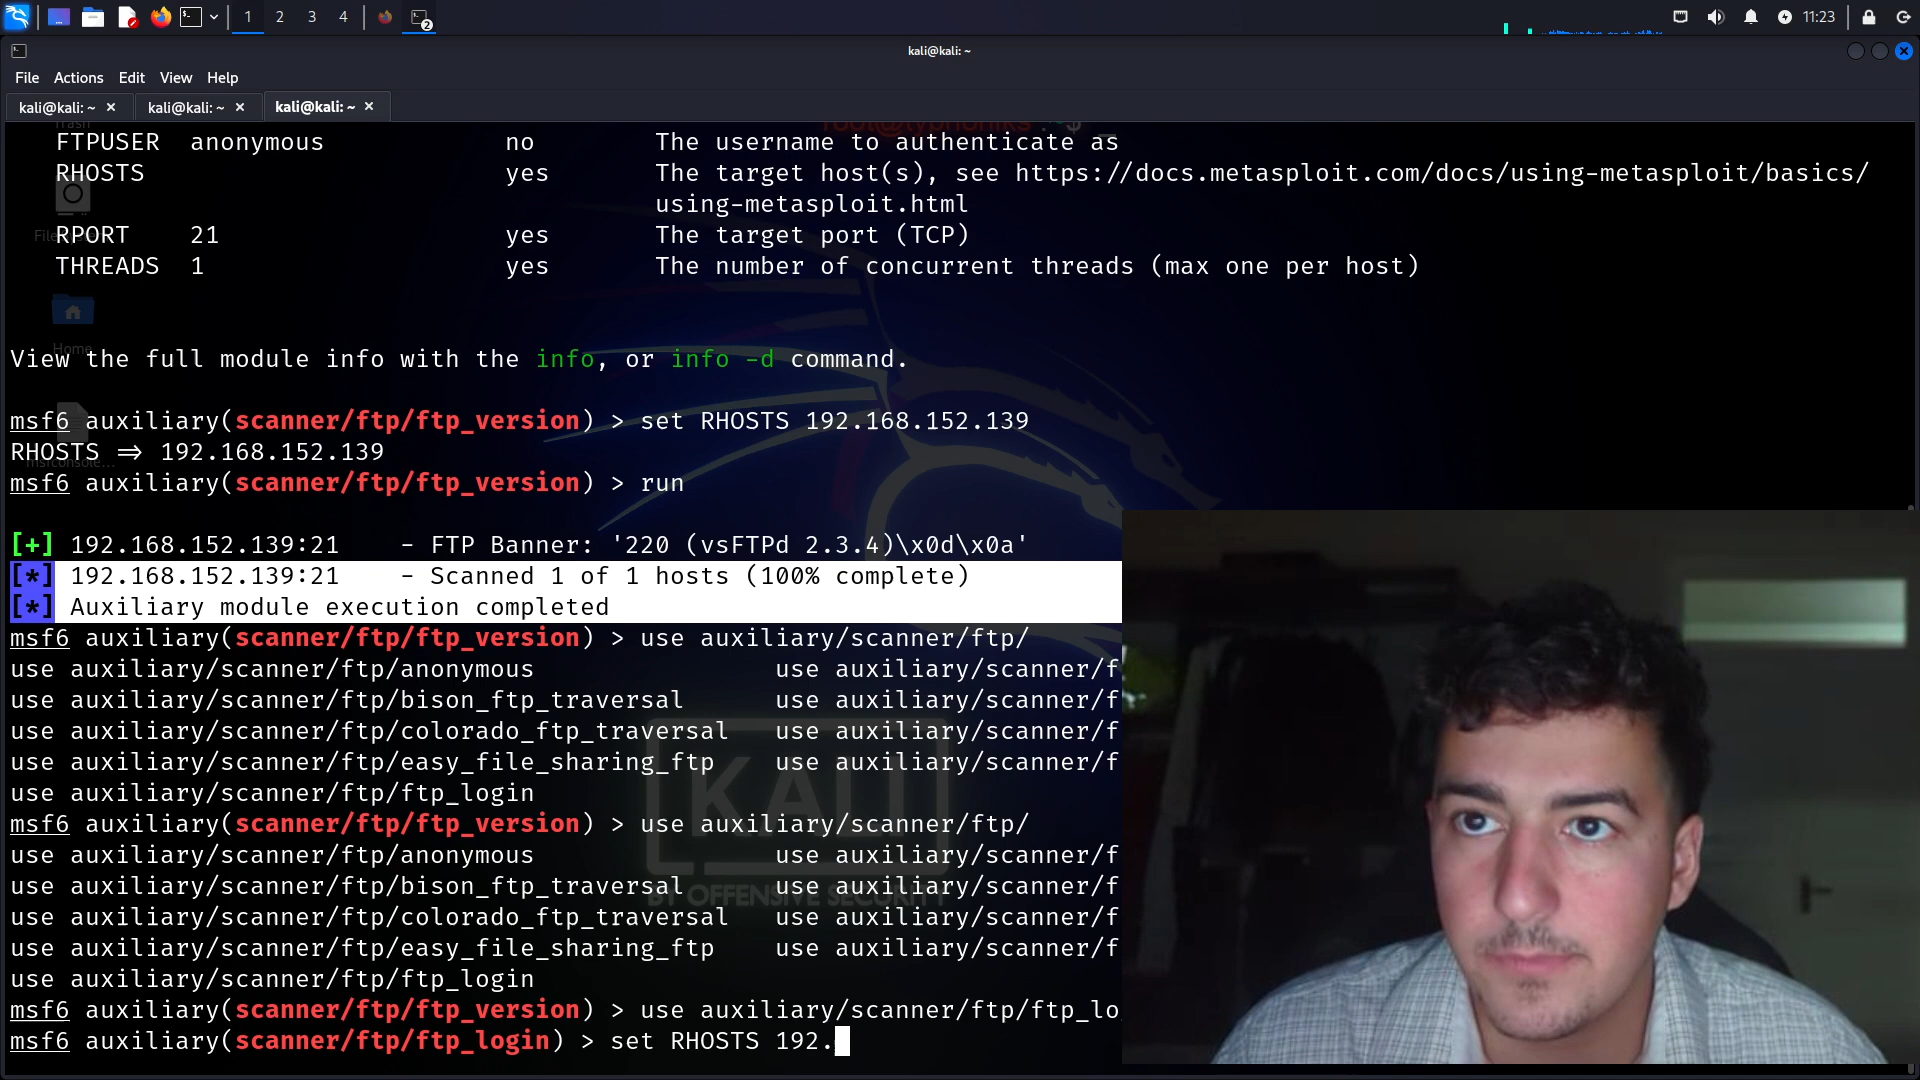 1 2 3 4 2 11:23
kali@kali: ~
File Actions Edit View Help
kali@kali: ~ × kali@kali: ~ × kali@kali: ~ ×
Trash
FTPUSER anonymous no The username to authenticate as
RHOSTS yes The target host(s), see https://docs.metasploit.com/docs/using-metasploit/basics/
using-metasploit.html
RPORT 21 yes The target port (TCP)
THREADS 1 yes The number of concurrent threads (max one per host)
Home
View the full module info with the info, or info -d command.
msf6 auxiliary(scanner/ftp/ftp_version) > set RHOSTS 192.168.152.139
RHOSTS => 192.168.152.139
msfconsole...
msf6 auxiliary(scanner/ftp/ftp_version) > run
[+] 192.168.152.139:21 - FTP Banner: '220 (vsFTPd 2.3.4)\x0d\x0a'
[*] 192.168.152.139:21 - Scanned 1 of 1 hosts (100% complete)
[*] Auxiliary module execution completed
msf6 auxiliary(scanner/ftp/ftp_version) > use auxiliary/scanner/ftp/
use auxiliary/scanner/ftp/anonymous use auxiliary/scanner/f
use auxiliary/scanner/ftp/bison_ftp_traversal use auxiliary/scanner/f
use auxiliary/scanner/ftp/colorado_ftp_traversal use auxiliary/scanner/f
use auxiliary/scanner/ftp/easy_file_sharing_ftp use auxiliary/scanner/f
use auxiliary/scanner/ftp/ftp_login
msf6 auxiliary(scanner/ftp/ftp_version) > use auxiliary/scanner/ftp/
use auxiliary/scanner/ftp/anonymous use auxiliary/scanner/f
use auxiliary/scanner/ftp/bison_ftp_traversal use auxiliary/scanner/f
use auxiliary/scanner/ftp/colorado_ftp_traversal use auxiliary/scanner/f
use auxiliary/scanner/ftp/easy_file_sharing_ftp use auxiliary/scanner/f
use auxiliary/scanner/ftp/ftp_login
msf6 auxiliary(scanner/ftp/ftp_version) > use auxiliary/scanner/ftp/ftp_lo
msf6 auxiliary(scanner/ftp/ftp_login) > set RHOSTS 192.
KALI
BY OFFENSIVE SECURITY